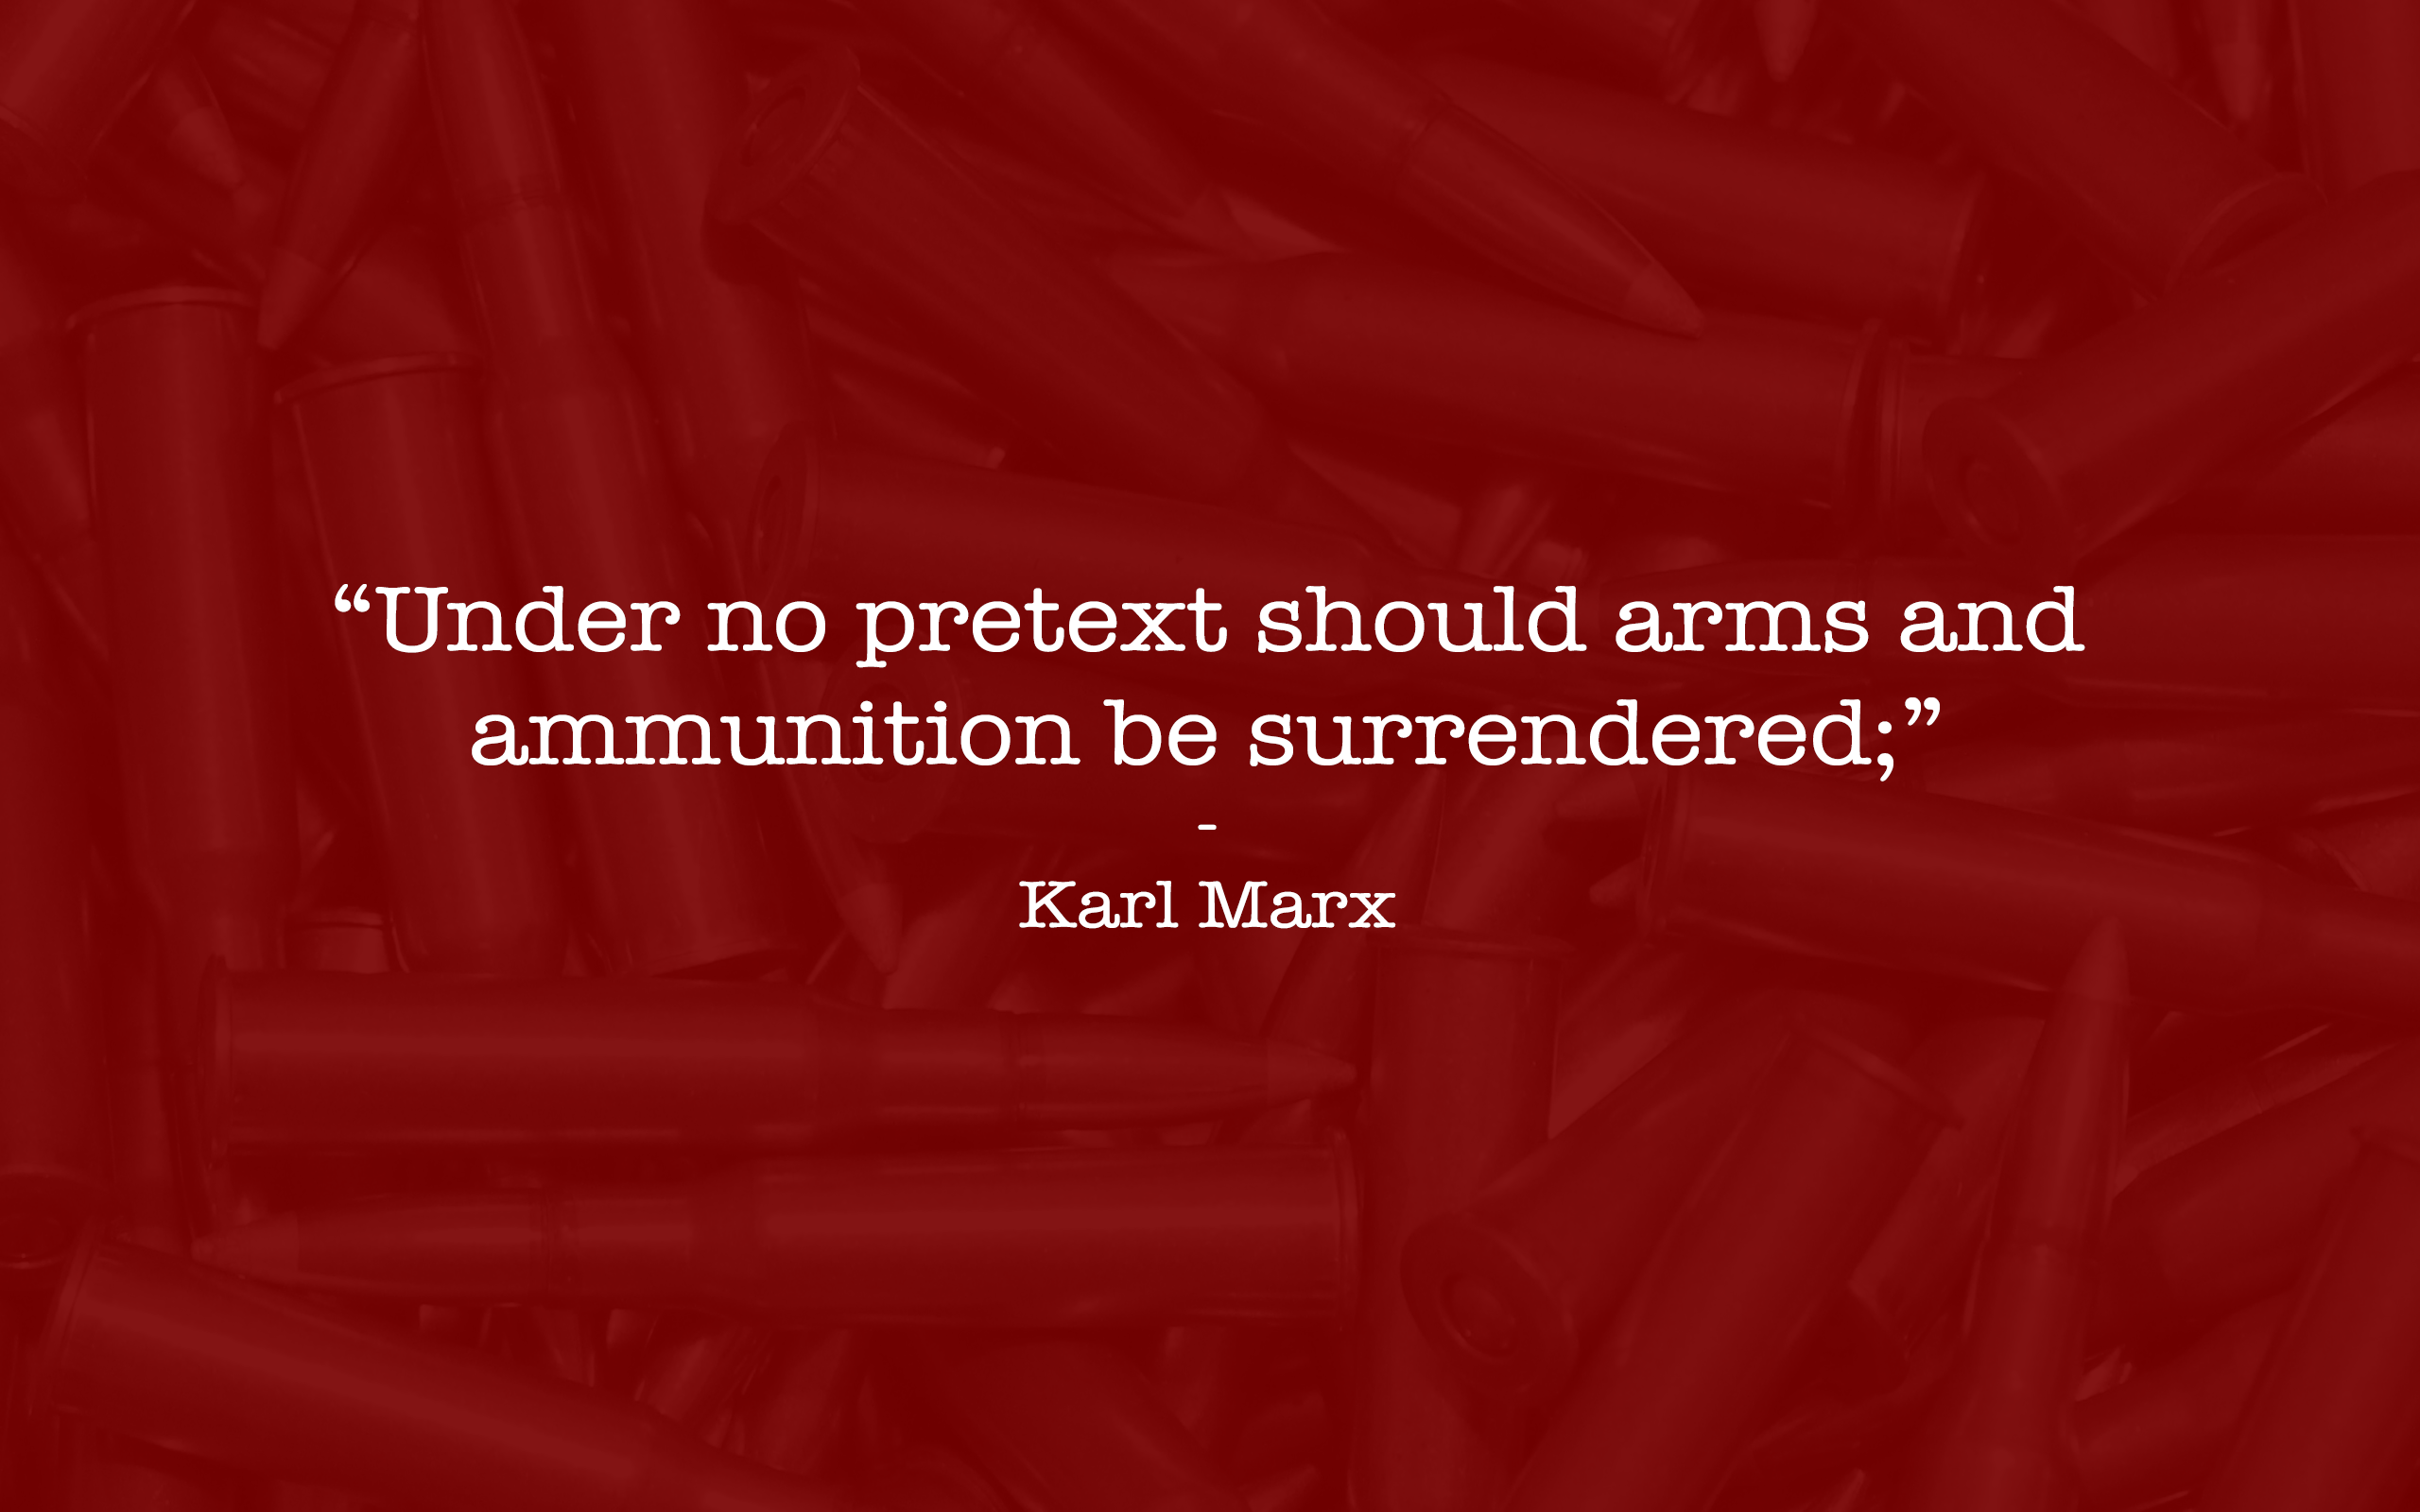 “Under no pretext should arms and
ammunition be surrendered;”
-
Karl Marx